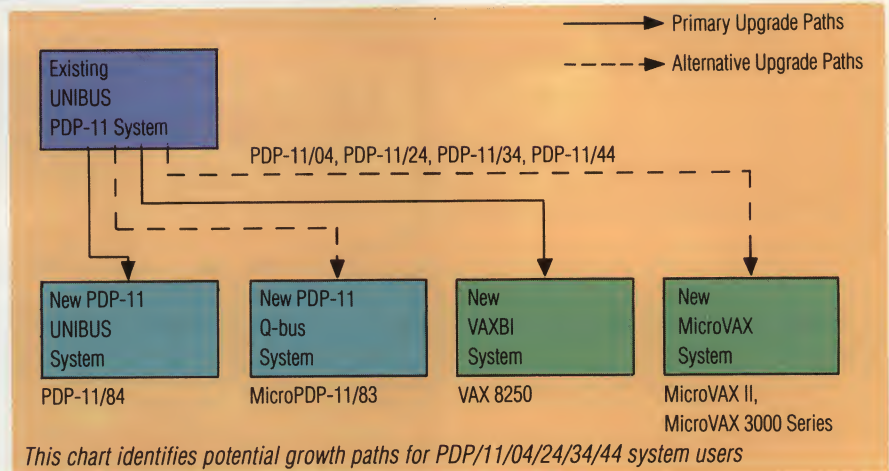 Primary Upgrade Paths
Alternative Upgrade Paths
Existing
UNIBUS
PDP-11 System
PDP-11/04, PDP-11/24, PDP-11/34, PDP-11/44
New PDP-11
UNIBUS
System
PDP-11/84
New PDP-11
Q-bus
System
MicroPDP-11/83
New
VAXBI
System
VAX 8250
New
MicroVAX
System
MicroVAX II,
MicroVAX 3000 Series
This chart identifies potential growth paths for PDP/11/04/24/34/44 system users